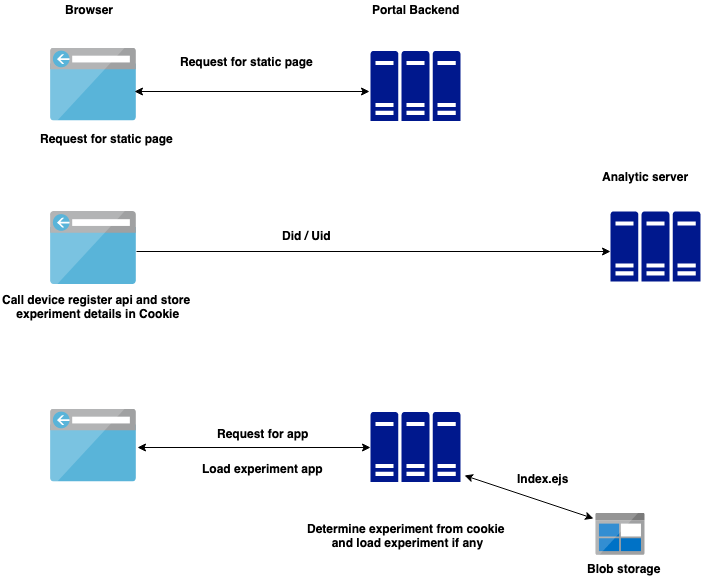 Browser
Portal Backend
Request for static page
Request for static page
Analytic server
Did / Uid
Call device register api and store
experiment details in Cookie
Request for app
Load experiment app
Index.ejs
Determine experiment from cookie
and load experiment if any
Blob storage